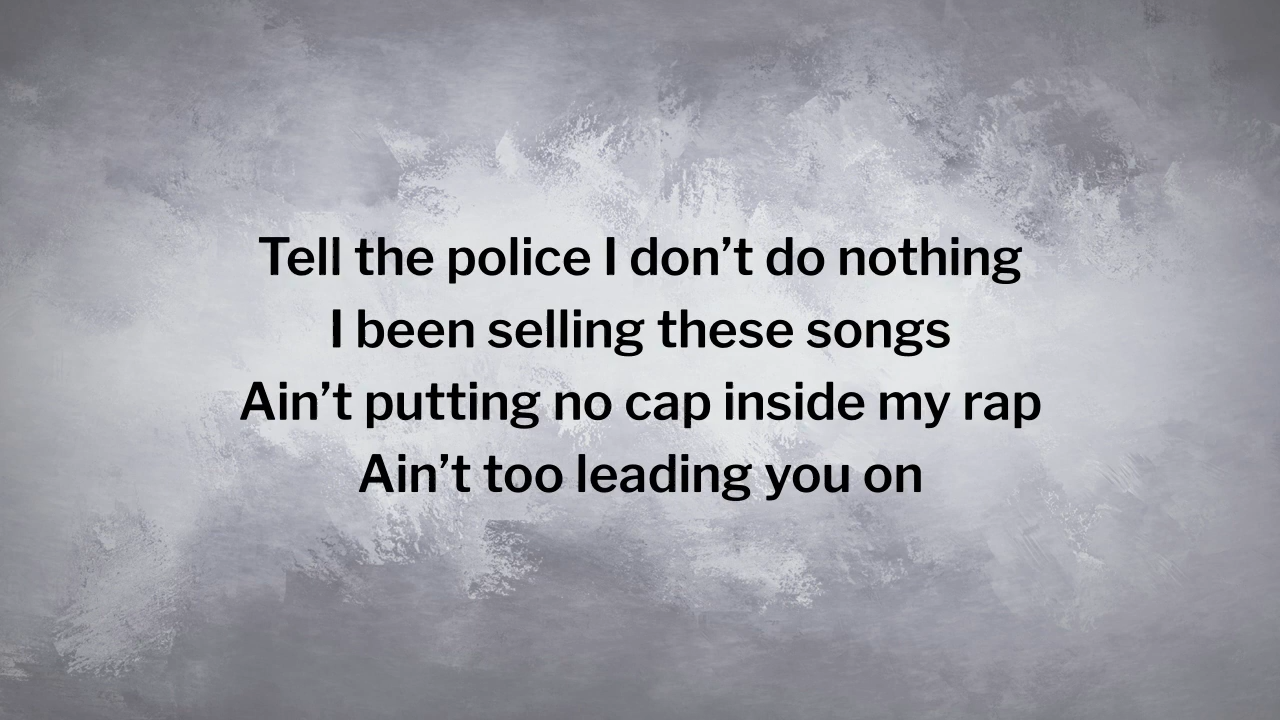 Tell the police I don’t do nothing
I been selling these songs
Ain’t putting no cap inside my rap
Ain’t too leading you on